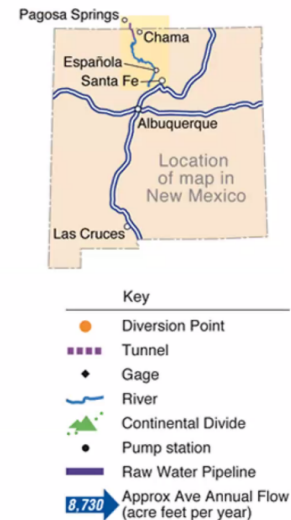 Pagosa Springs
Chama
Española
Santa Fe
Albuquerque
Location
of map in
New Mexico
Las Cruces
Key
Diversion Point
Tunnel
Gage
River
Continental Divide
Pump station
Raw Water Pipeline
8,730 Approx Ave Annual Flow
(acre feet per year)